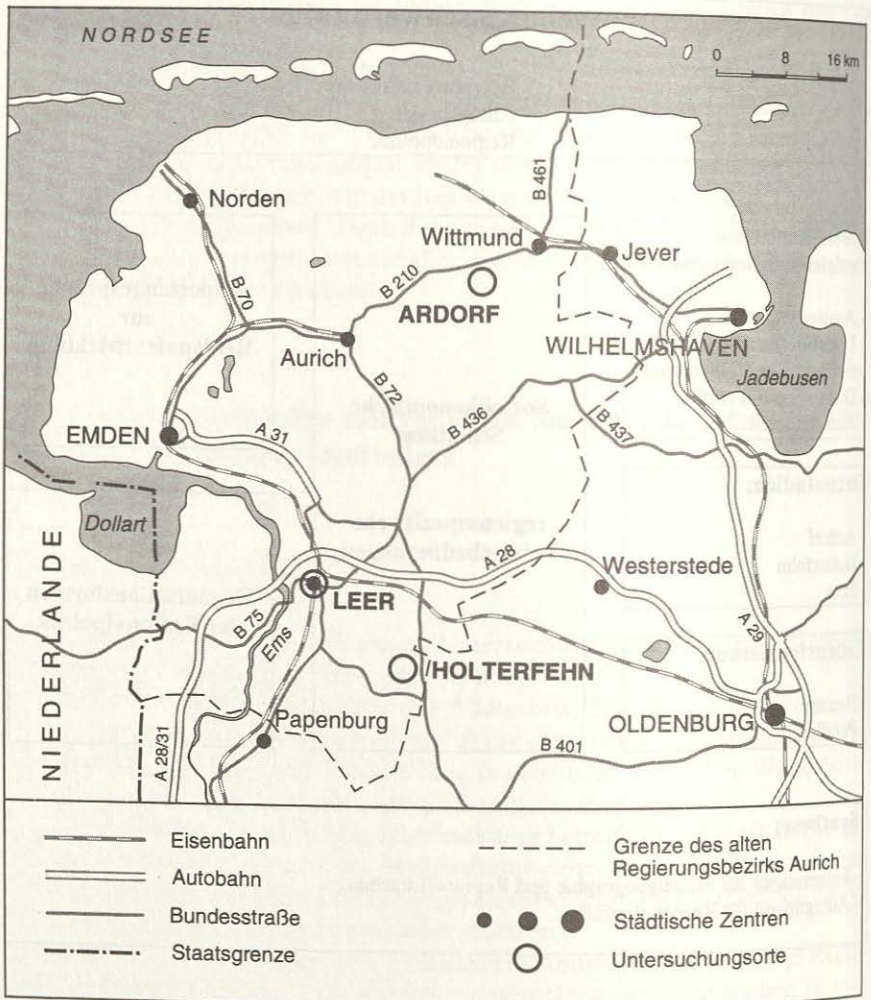 NORDSEE
0 8 16 km
Norden
B 461
Wittmund
Jever
B 210
ARDORF
B 70
Aurich
WILHELMSHAVEN
Jadebusen
B 72
B 436
B 437
EMDEN
A 31
Dollart
NIEDERLANDE
A 28
Westerstede
LEER
B 75
Ems
A 29
HOLTERFEHN
OLDENBURG
Papenburg
A 28/31
B 401
Eisenbahn
Autobahn
Bundesstraße
Staatsgrenze
Grenze des alten
Regierungsbezirks Aurich
Städtische Zentren
Untersuchungsorte